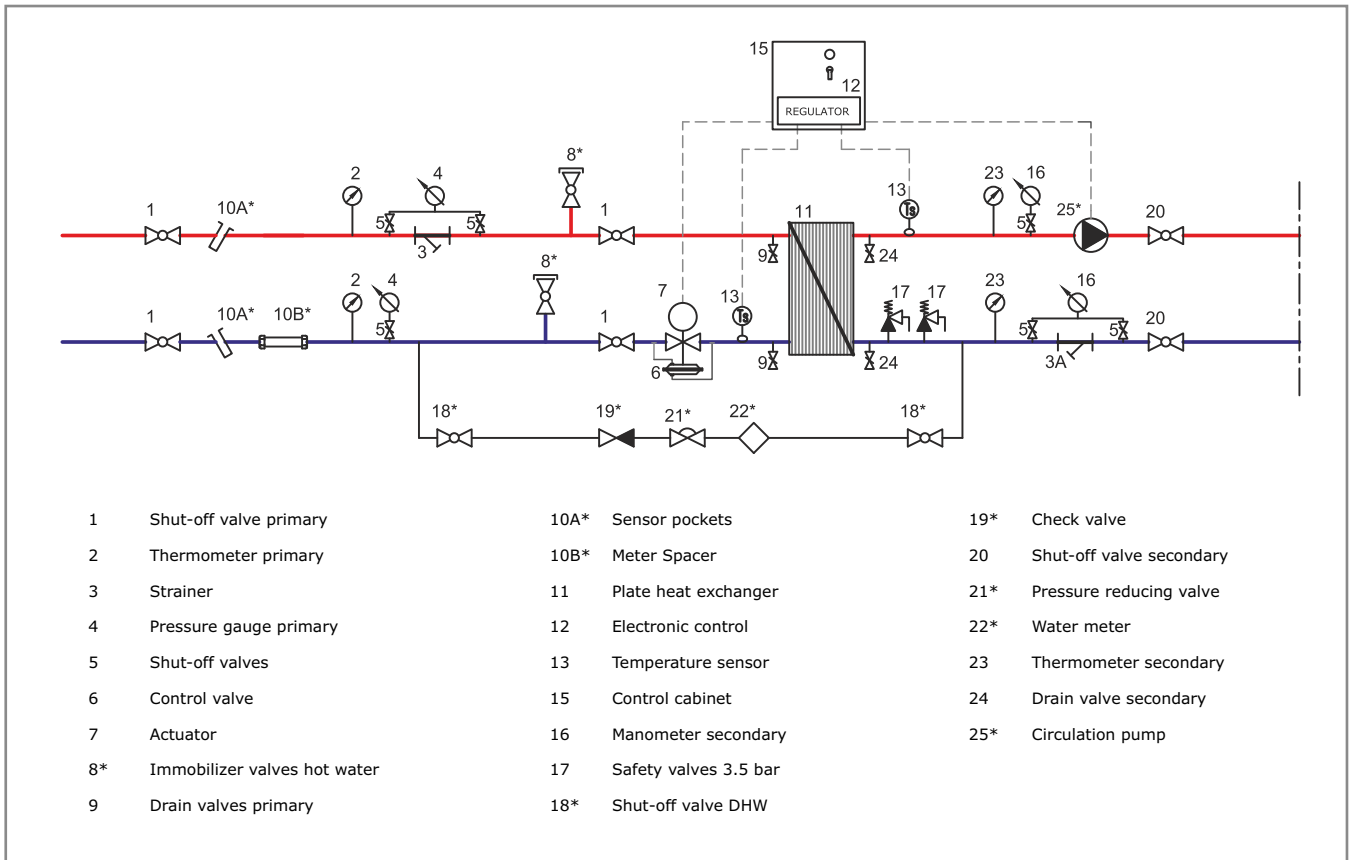 15
12
REGULATOR
8*
2
4
13
23
16
1
10A*
5
5
1
11
5
25*
20
3
9
24
8*
2
4
7
13
17
17
23
16
1
10A*
10B*
5
1
5
5
20
6
9
24
3A
18*
19*
21*
22*
18*
Ts
Ts
1 Shut-off valve primary
2 Thermometer primary
3 Strainer
4 Pressure gauge primary
5 Shut-off valves
6 Control valve
7 Actuator
8* Immobilizer valves hot water
9 Drain valves primary
10A* Sensor pockets
10B* Meter Spacer
11 Plate heat exchanger
12 Electronic control
13 Temperature sensor
15 Control cabinet
16 Manometer secondary
17 Safety valves 3.5 bar
18* Shut-off valve DHW
19* Check valve
20 Shut-off valve secondary
21* Pressure reducing valve
22* Water meter
23 Thermometer secondary
24 Drain valve secondary
25* Circulation pump